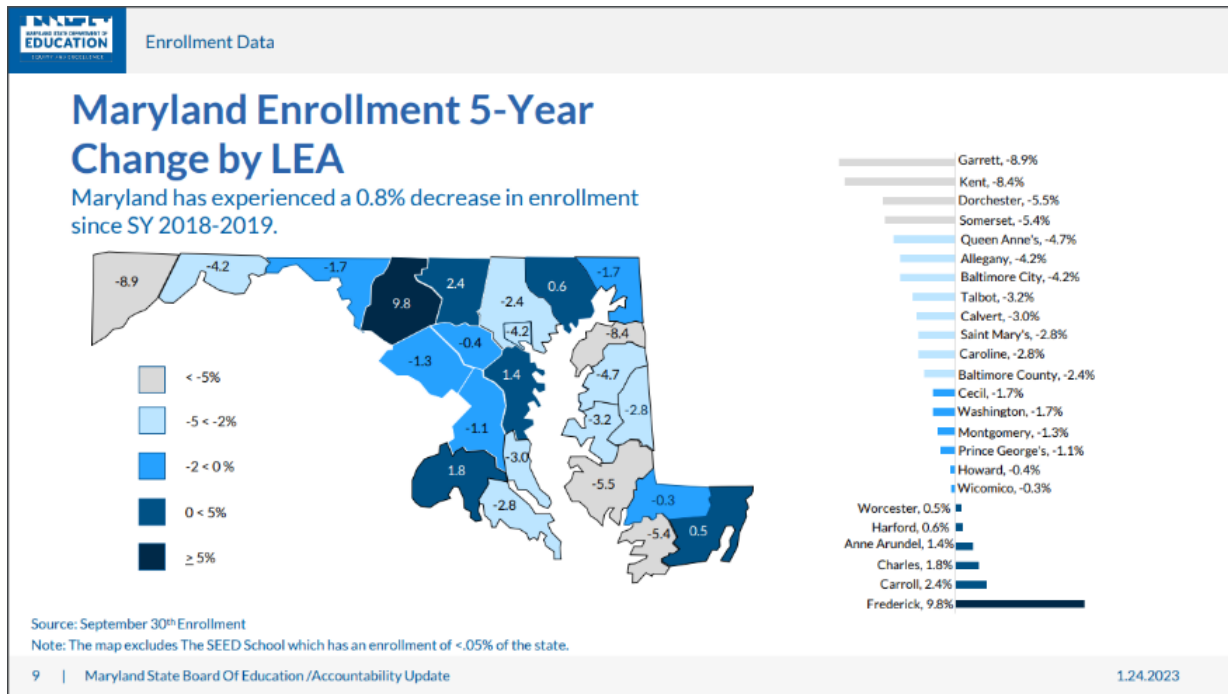 MARYLAND STATE DEPARTMENT OF
EDUCATION
EQUITY AND EXCELLENCE
Enrollment Data
Maryland Enrollment 5-Year
Change by LEA
Maryland has experienced a 0.8% decrease in enrollment
since SY 2018-2019.
-8.9
-4.2
-1.7
9.8
2.4
-2.4
0.6
-1.7
-4.2
-8.4
-1.3
-0.4
1.4
-4.7
-2.8
-3.2
-1.1
-3.0
1.8
-2.8
-5.5
-0.3
-5.4
0.5
< -5%
-5 < -2%
-2 < 0 %
0 < 5%
≥ 5%
Garrett, -8.9%
Kent, -8.4%
Dorchester, -5.5%
Somerset, -5.4%
Queen Anne's, -4.7%
Allegany, -4.2%
Baltimore City, -4.2%
Talbot, -3.2%
Calvert, -3.0%
Saint Mary's, -2.8%
Caroline, -2.8%
Baltimore County, -2.4%
Cecil, -1.7%
Washington, -1.7%
Montgomery, -1.3%
Prince George's, -1.1%
Howard, -0.4%
Wicomico, -0.3%
Worcester, 0.5%
Harford, 0.6%
Anne Arundel, 1.4%
Charles, 1.8%
Carroll, 2.4%
Frederick, 9.8%
Source: September 30th Enrollment
Note: The map excludes The SEED School which has an enrollment of <.05% of the state.
9 | Maryland State Board Of Education /Accountability Update
1.24.2023